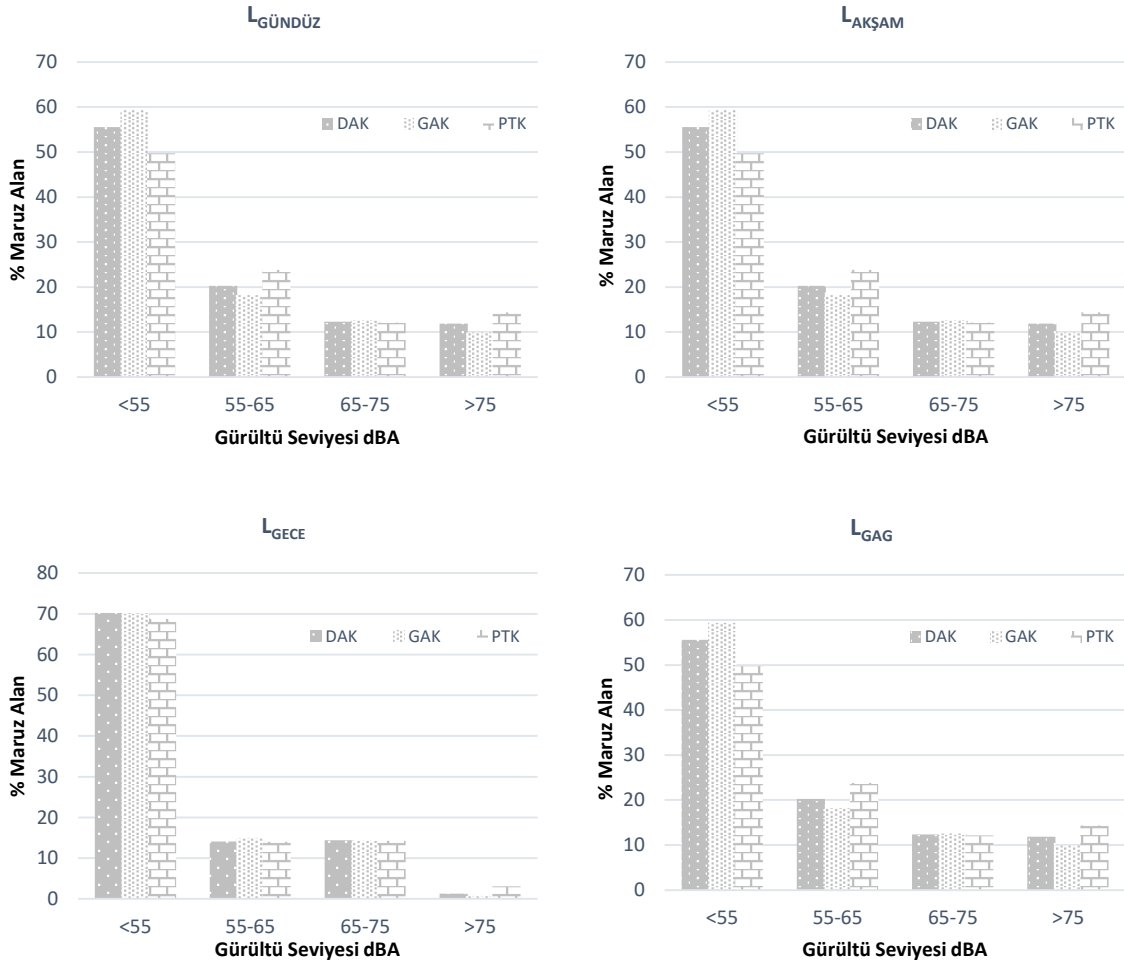 LGÜNDÜZ
70
60
50
40
30
20
10
0
% Maruz Alan
DAK GAK PTK
<55 55-65 65-75 >75
Gürültü Seviyesi dBA
LAKŞAM
70
60
50
40
30
20
10
0
% Maruz Alan
DAK GAK PTK
<55 55-65 65-75 >75
Gürültü Seviyesi dBA
LGECE
80
70
60
50
40
30
20
10
0
% Maruz Alan
DAK GAK PTK
<55 55-65 65-75 >75
Gürültü Seviyesi dBA
LGAG
70
60
50
40
30
20
10
0
% Maruz Alan
DAK GAK PTK
<55 55-65 65-75 >75
Gürültü Seviyesi dBA